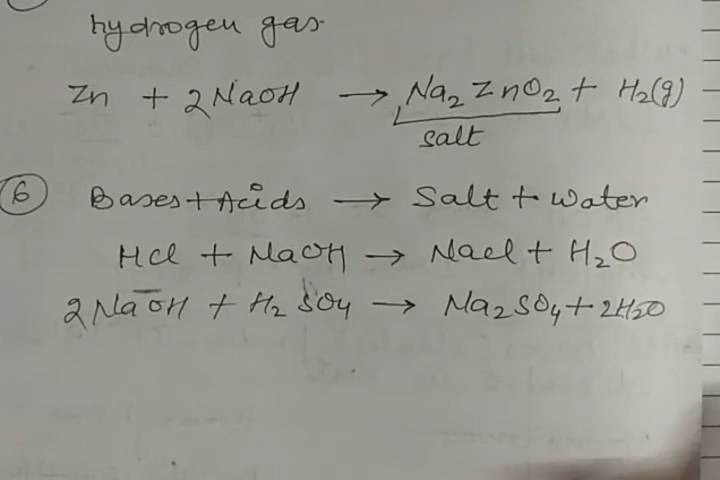 hydrogen gas.
Zn + 2NaOH → Na₂ZnO₂ + H₂(g)
salt
⑥ Bases + Acids → Salt + Water
HCl + NaOH → NaCl + H₂O
2NaOH + H₂SO₄ → Na₂SO₄ + 2H₂O